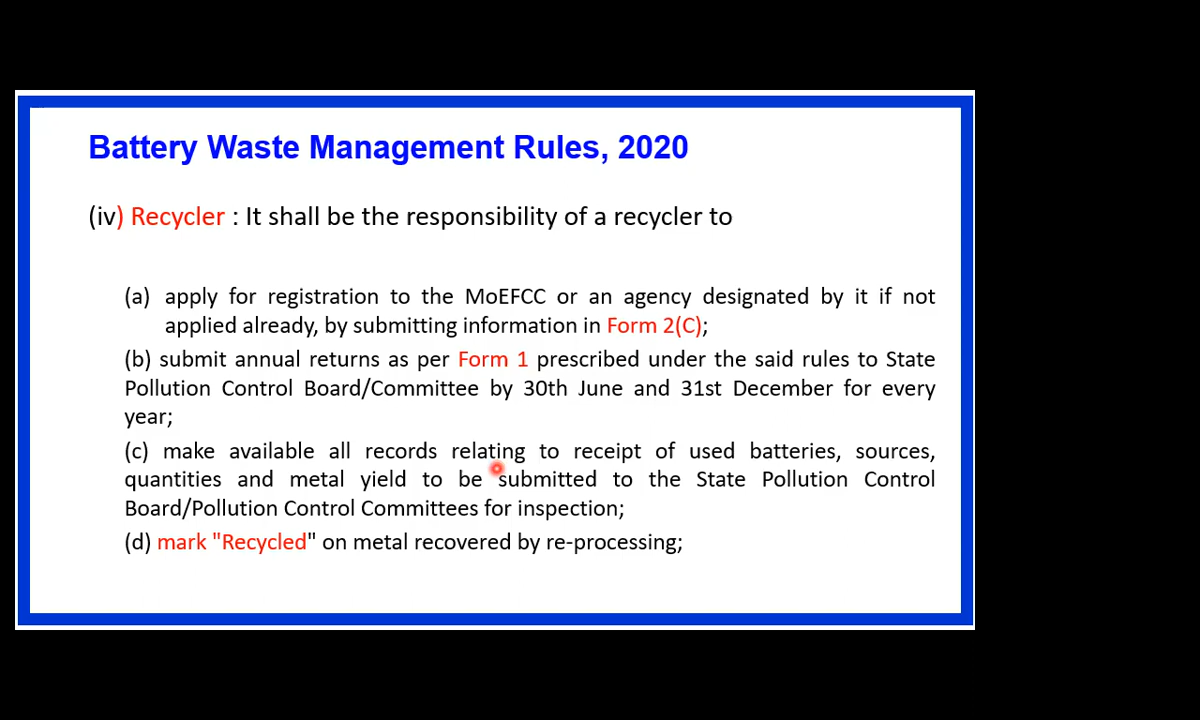 Battery Waste Management Rules, 2020
(iv) Recycler : It shall be the responsibility of a recycler to
(a) apply for registration to the MoEFCC or an agency designated by it if not
applied already, by submitting information in Form 2(C);
(b) submit annual returns as per Form 1 prescribed under the said rules to State
Pollution Control Board/Committee by 30th June and 31st December for every
year;
(c) make available all records relating to receipt of used batteries, sources,
quantities and metal yield to be submitted to the State Pollution Control
Board/Pollution Control Committees for inspection;
(d) mark "Recycled" on metal recovered by re-processing;